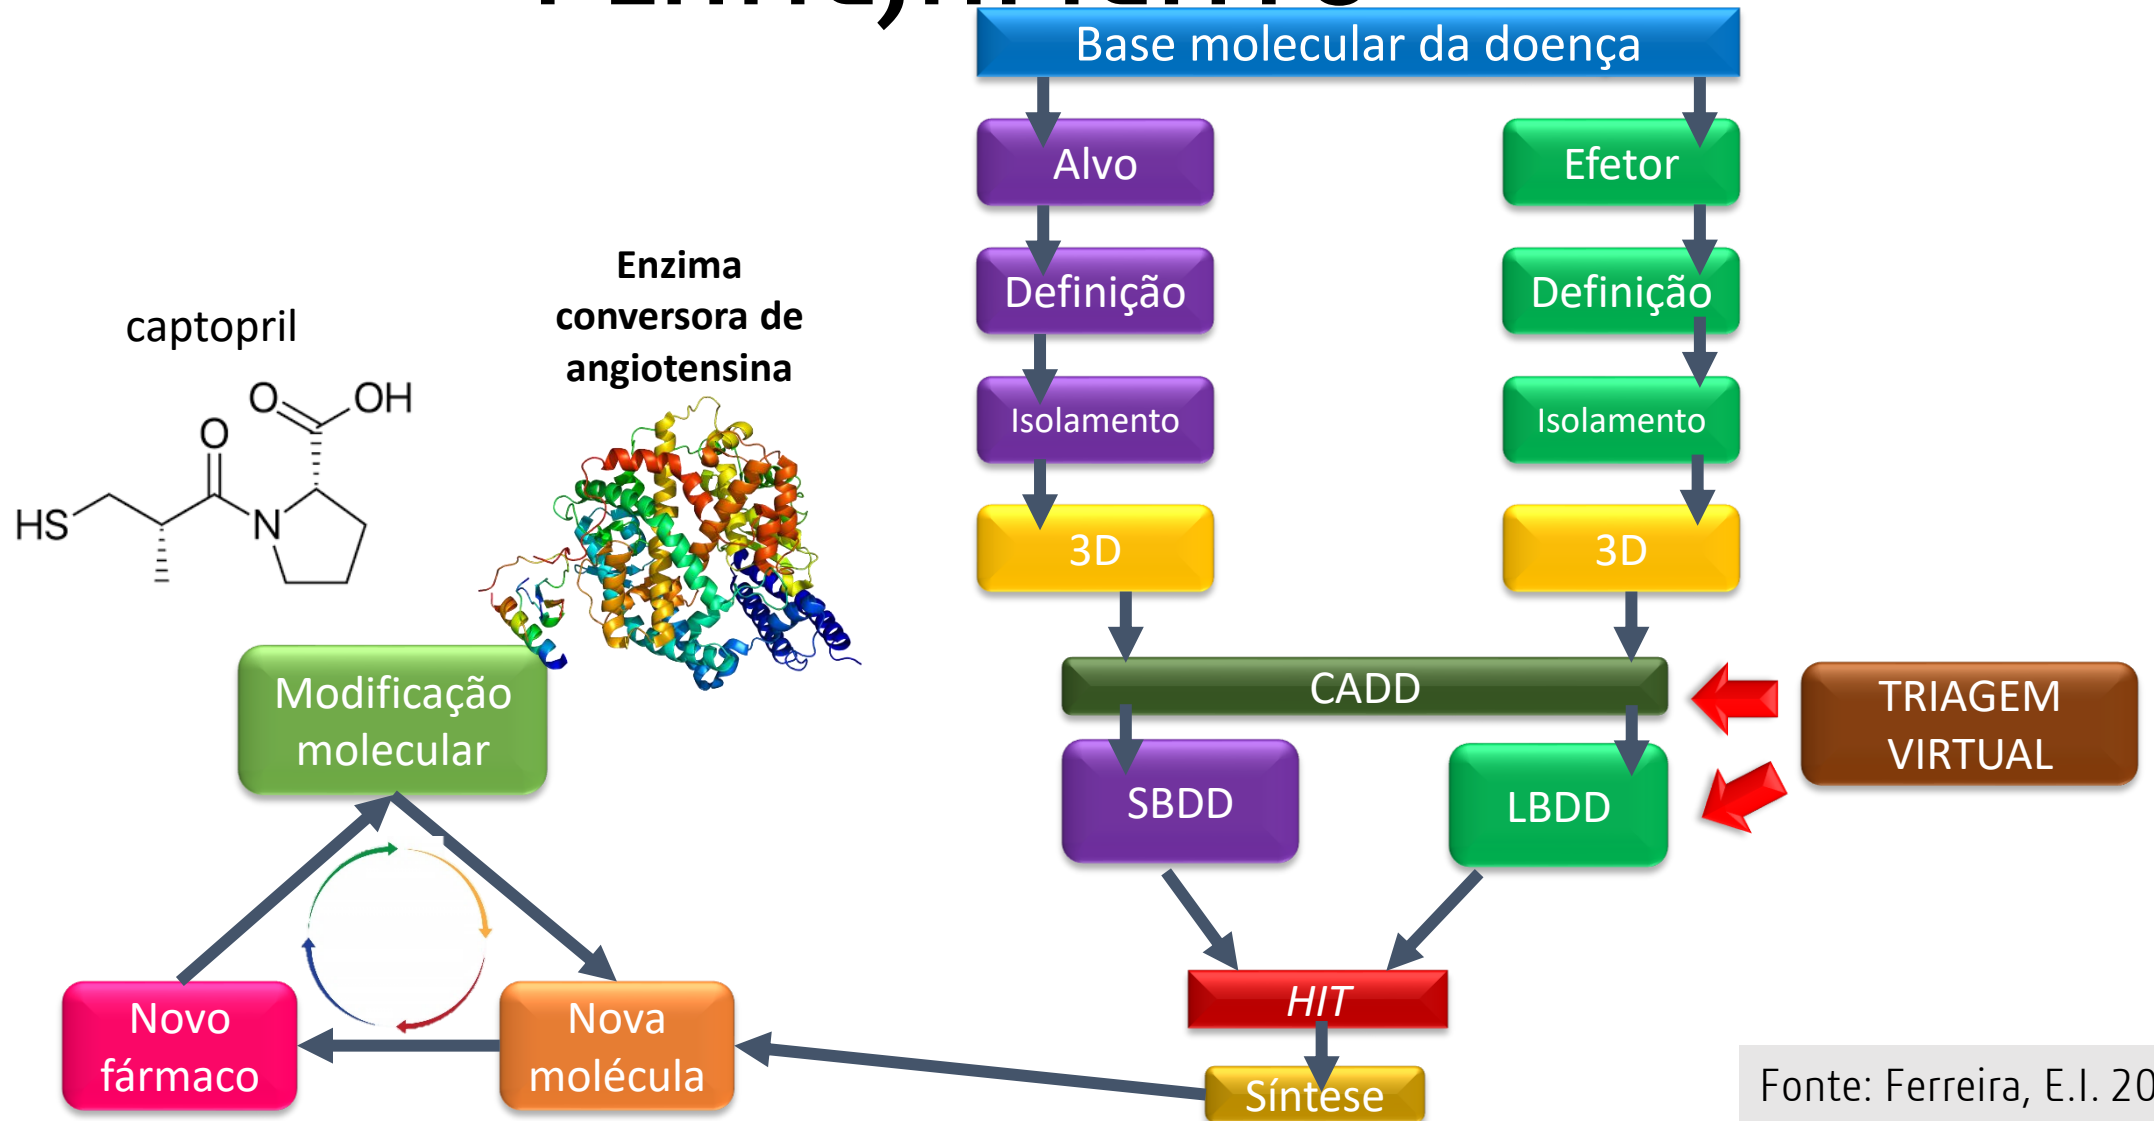 Base molecular da doença
Alvo
Efetor
Definição
Definição
Isolamento
Isolamento
3D
3D
CADD
TRIAGEM
VIRTUAL
SBDD
LBDD
HIT
Síntese
captopril
O
OH
O
HS
N
Enzima
conversora de
angiotensina
Modificação
molecular
Novo
fármaco
Nova
molécula
Fonte: Ferreira, E.I. 20